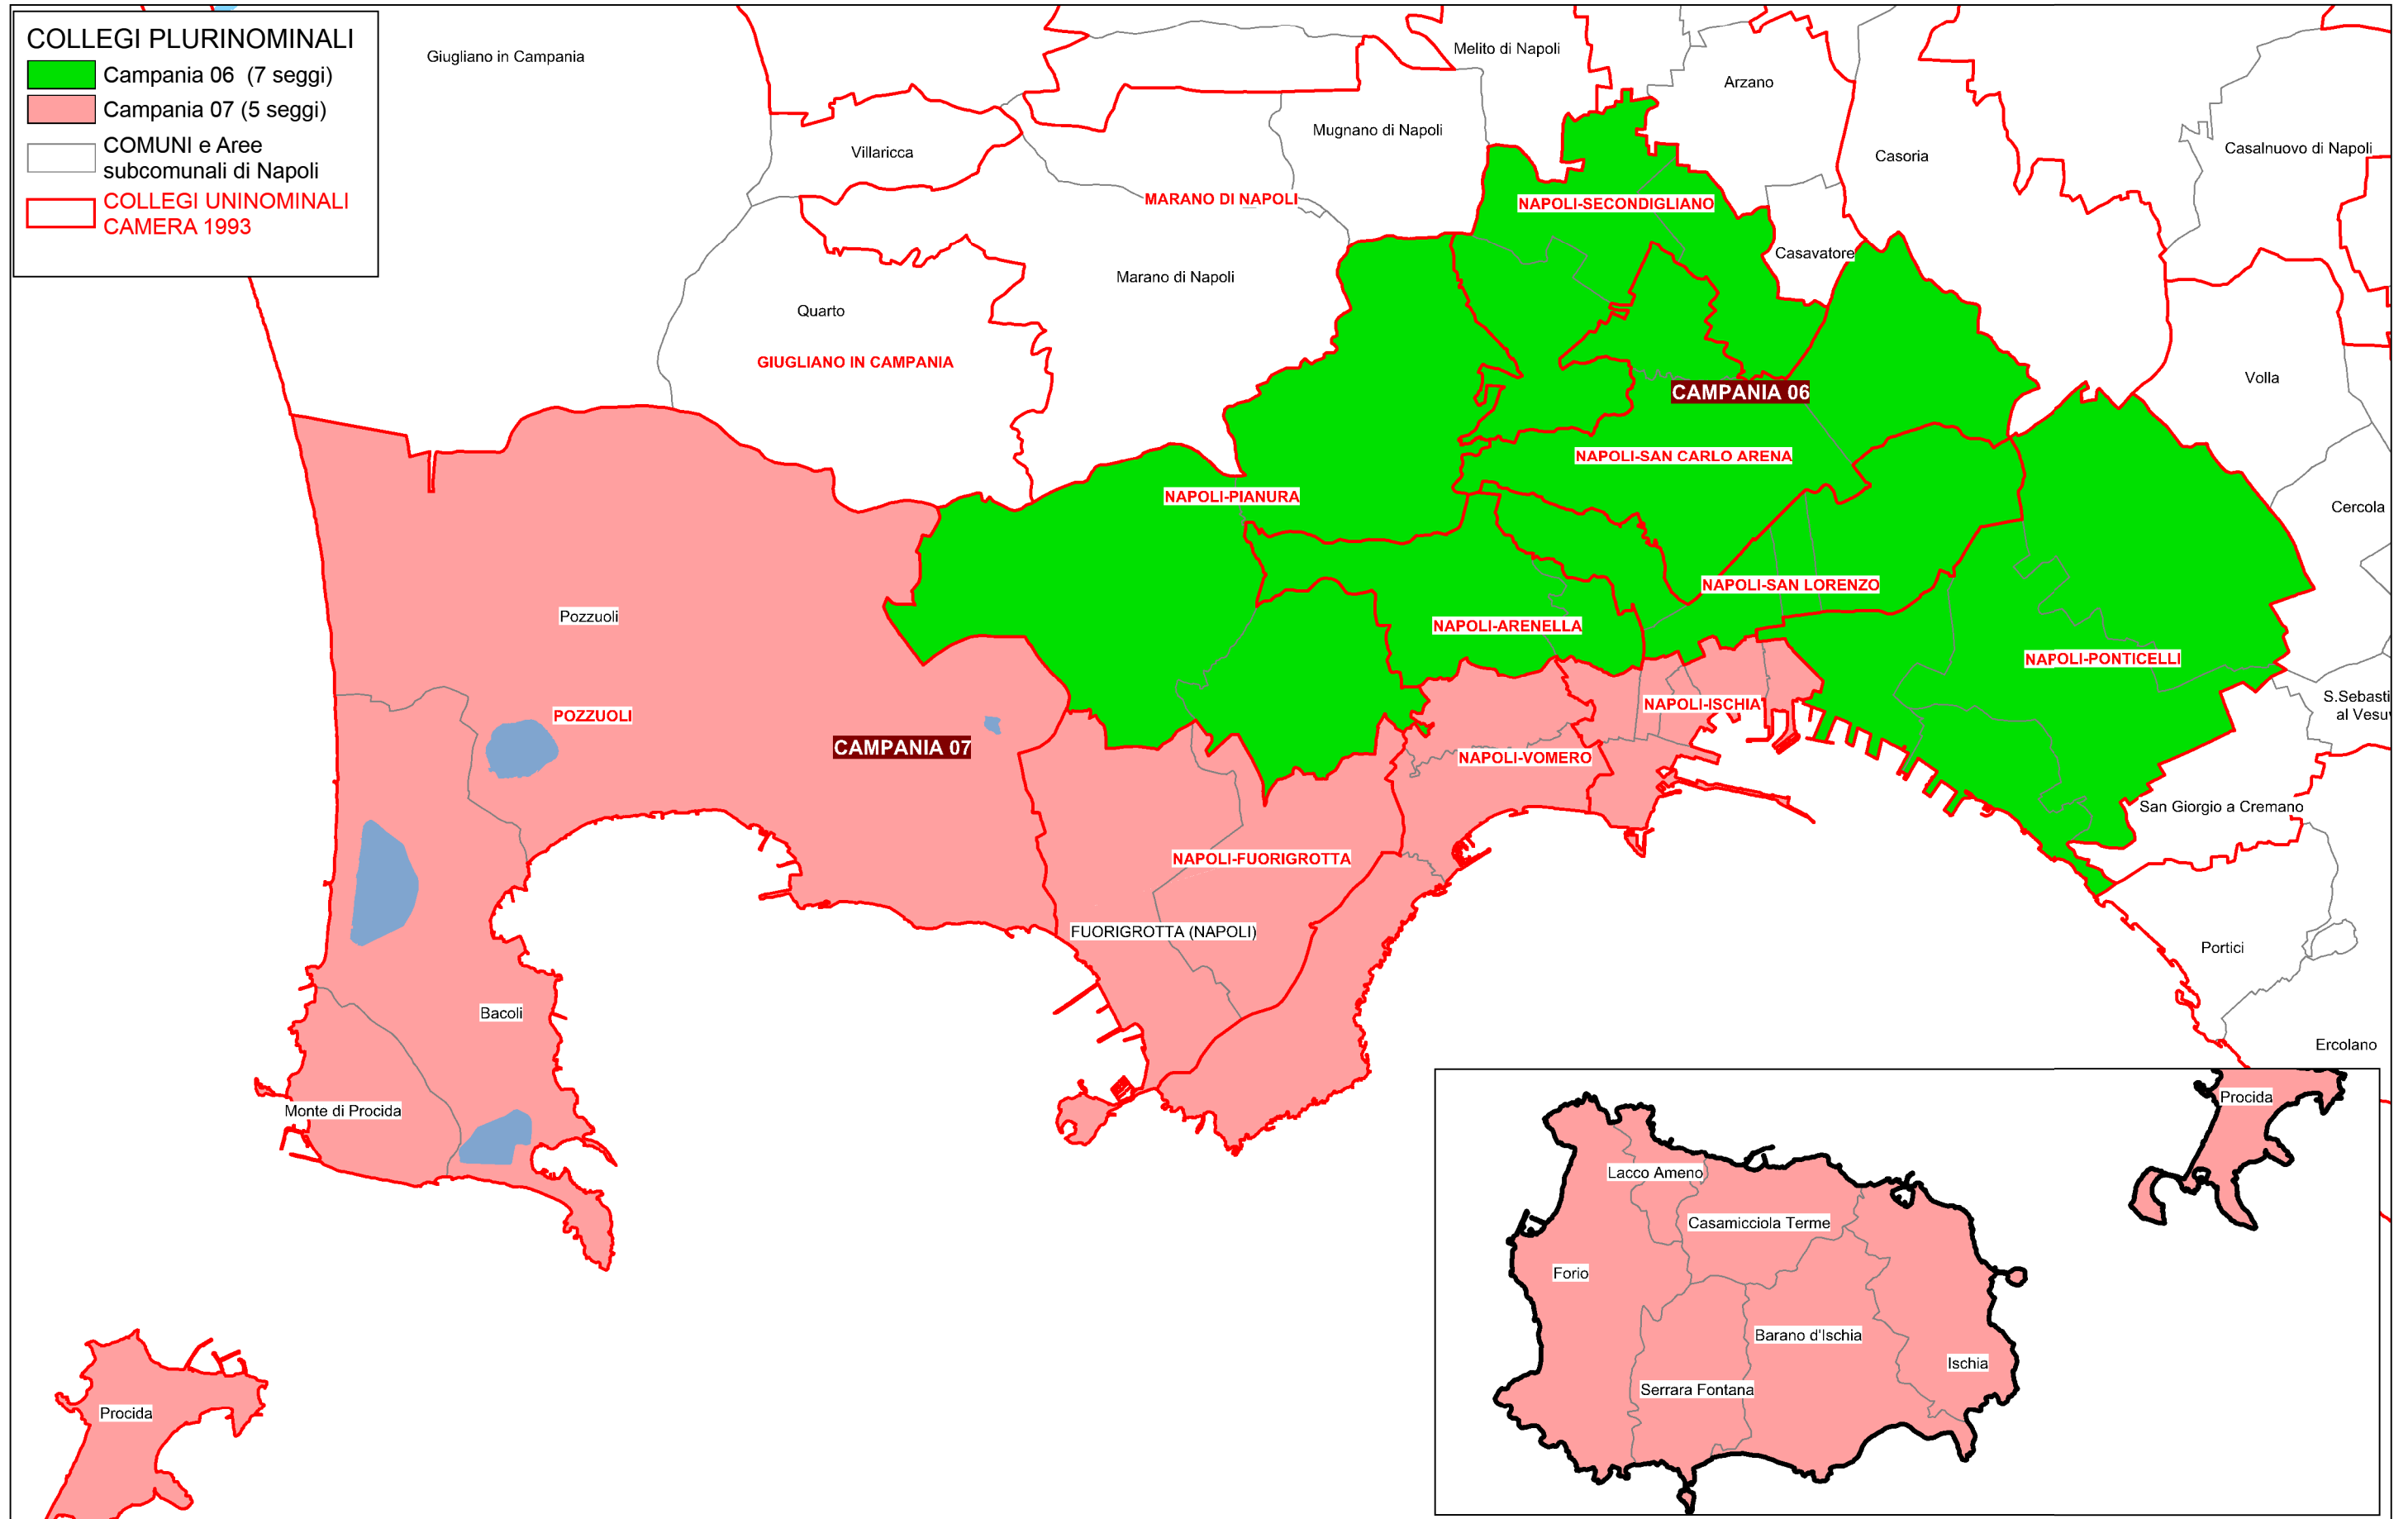 COLLEGI PLURINOMINALI
Campania 06 (7 seggi)
Campania 07 (5 seggi)
COMUNI e Aree
subcomunali di Napoli
COLLEGI UNINOMINALI
CAMERA 1993
Giugliano in Campania
Melito di Napoli
Arzano
Mugnano di Napoli
Villaricca
Casoria
Casalnuovo di Napoli
MARANO DI NAPOLI
NAPOLI-SECONDIGLIANO
Casavatore
Marano di Napoli
Quarto
GIUGLIANO IN CAMPANIA
Volla
CAMPANIA 06
NAPOLI-SAN CARLO ARENA
NAPOLI-PIANURA
Cercola
NAPOLI-SAN LORENZO
Pozzuoli
NAPOLI-ARENELLA
NAPOLI-PONTICELLI
S.Sebasti
al Vesu
NAPOLI-ISCHIA
POZZUOLI
CAMPANIA 07
NAPOLI-VOMERO
San Giorgio a Cremano
NAPOLI-FUORIGROTTA
FUORIGROTTA (NAPOLI)
Portici
Bacoli
Ercolano
Monte di Procida
Procida
Lacco Ameno
Casamicciola Terme
Forio
Barano d'Ischia
Ischia
Serrara Fontana
Procida